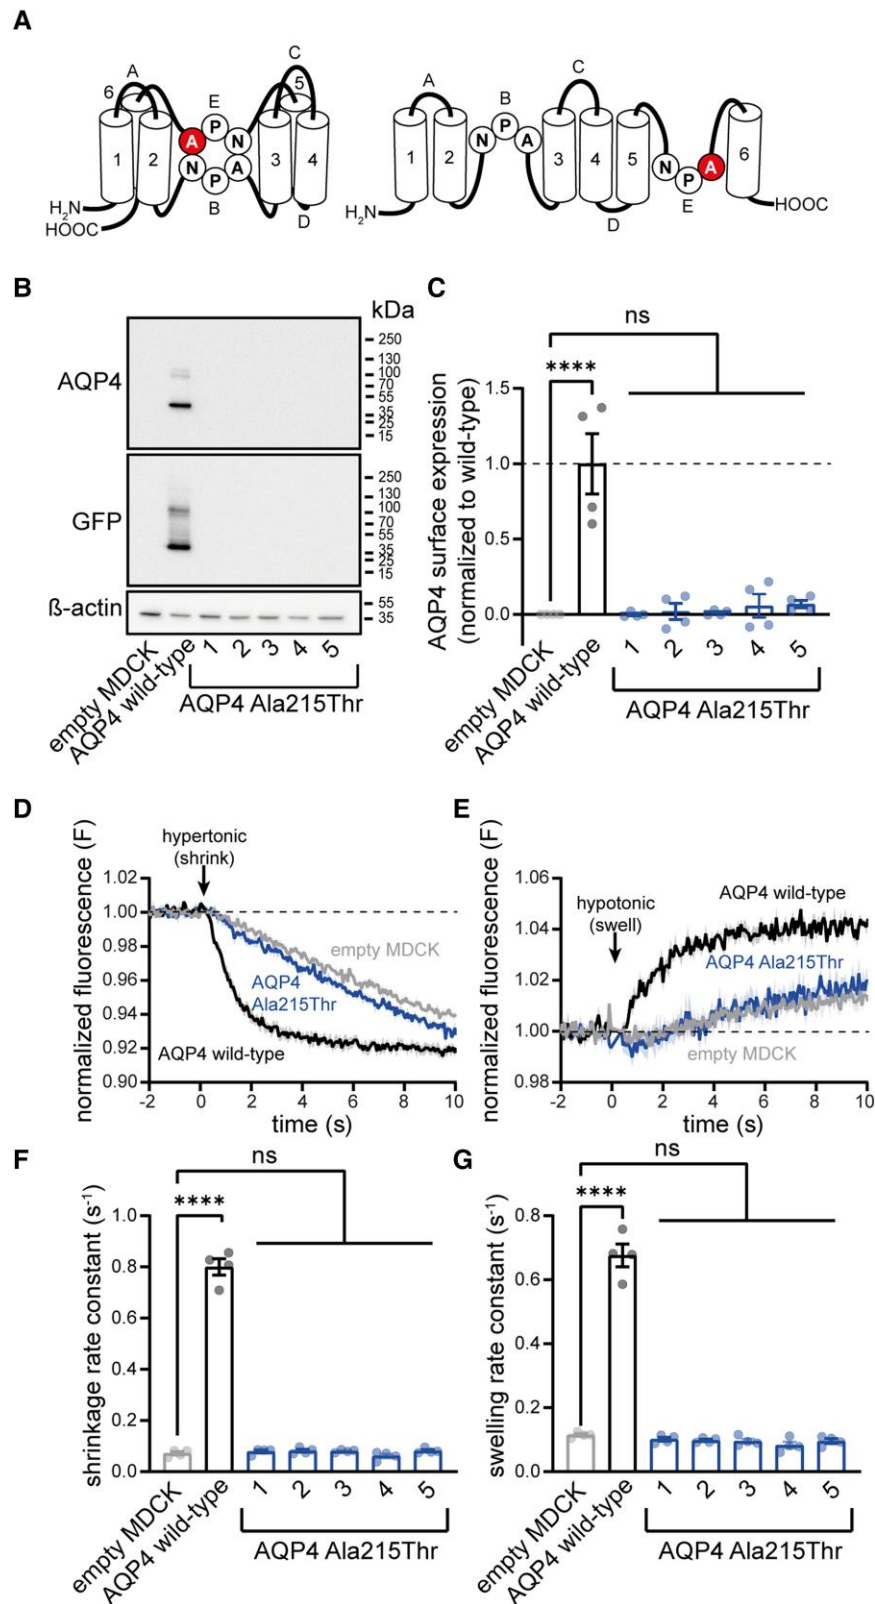 A
A
6
E
C
5
1
2
A
P
N
N
P
A
3
4
B
D
H₂N
HOOC
A
B
C
1
2
N
P
A
3
4
5
N
P
A
6
E
D
H₂N
HOOC
B
kDa
AQP4
250
130
100
70
55
35
25
15
GFP
250
130
100
70
55
35
25
15
ß-actin
55
35
empty MDCK
AQP4 wild-type
1
2
3
4
5
AQP4 Ala215Thr
C
ns
****
AQP4 surface expression
(normalized to wild-type)
1.5
1.0
0.5
0.0
empty MDCK
AQP4 wild-type
1
2
3
4
5
AQP4 Ala215Thr
D
normalized fluorescence (F)
hypertonic
(shrink)
1.02
1.00
0.98
0.96
0.94
0.92
0.90
empty MDCK
AQP4
Ala215Thr
AQP4 wild-type
-2
0
2
4
6
8
10
time (s)
E
normalized fluorescence (F)
hypotonic
(swell)
1.06
1.04
1.02
1.00
0.98
AQP4 wild-type
AQP4 Ala215Thr
empty MDCK
-2
0
2
4
6
8
10
time (s)
F
ns
****
shrinkage rate constant (s⁻¹)
1.0
0.8
0.6
0.4
0.2
0.0
empty MDCK
AQP4 wild-type
1
2
3
4
5
AQP4 Ala215Thr
G
ns
****
swelling rate constant (s⁻¹)
0.8
0.6
0.4
0.2
0.0
empty MDCK
AQP4 wild-type
1
2
3
4
5
AQP4 Ala215Thr